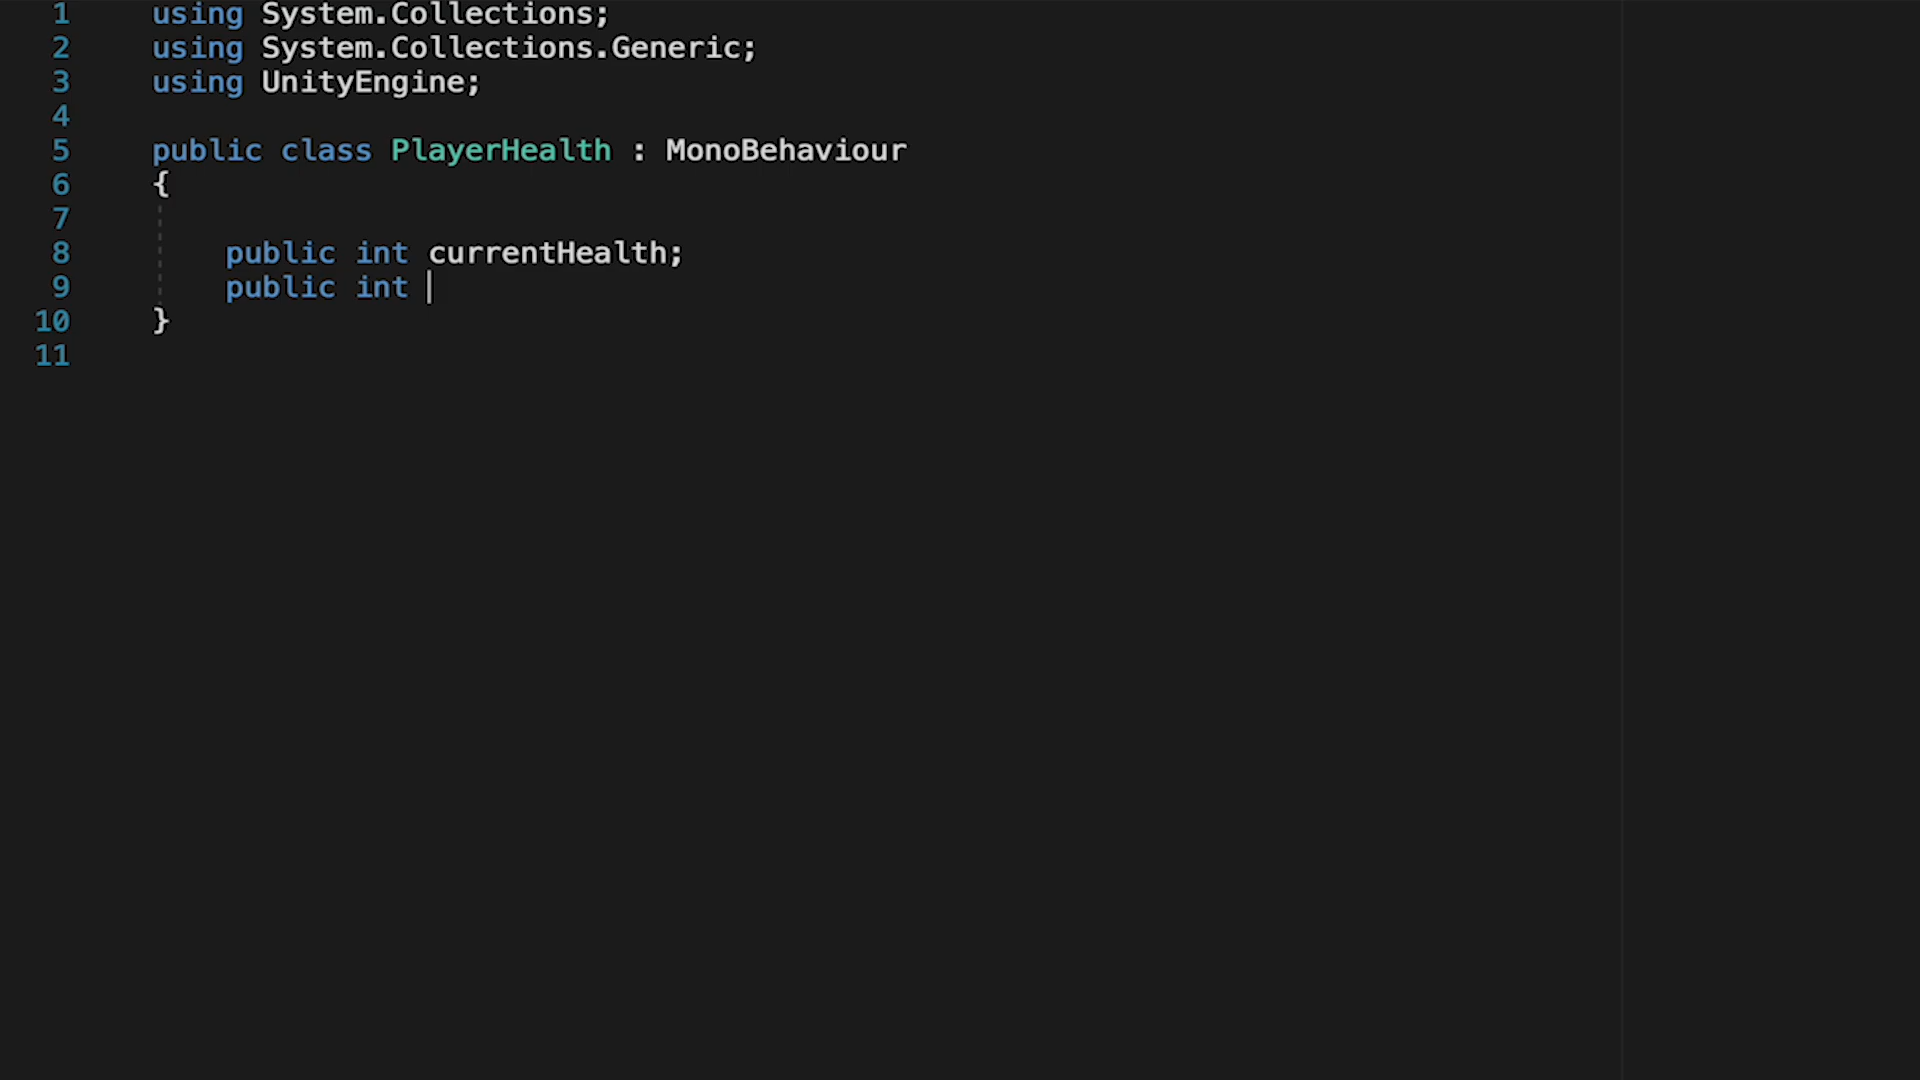 1 using System.Collections;
2 using System.Collections.Generic;
3 using UnityEngine;
4
5 public class PlayerHealth : MonoBehaviour
6 {
7
8 public int currentHealth;
9 public int
10 }
11